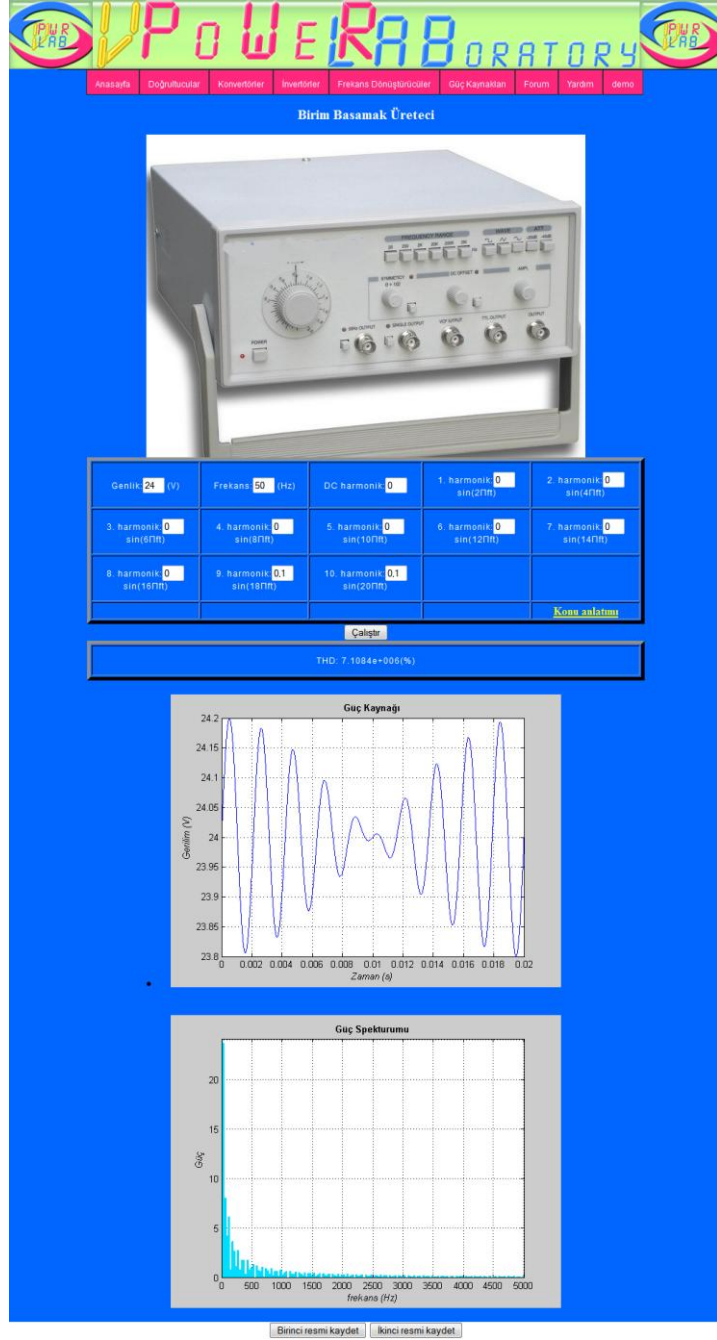 PWR LAB
VPOWERLABORATORY
PWR LAB
Anasayfa Doğrultucular Konvertörler İnvertörler Frekans Dönüştürücüler Güç Kaynakları Forum Yardım demo
Birim Basamak Üreteci
FREQUENCY RANGE WAVE ATT
SYMMETRY DC OFFSET AMPL
POWER
SINGLE OUTPUT TTL OUTPUT OUTPUT
Genlik: 24 (V) Frekans: 50 (Hz) DC harmonik: 0 1. harmonik: 0 2. harmonik: 0
sin(2Πft) sin(4Πft)
3. harmonik: 0 4. harmonik: 0 5. harmonik: 0 6. harmonik: 0 7. harmonik: 0
sin(6Πft) sin(8Πft) sin(10Πft) sin(12Πft) sin(14Πft)
8. harmonik: 0 9. harmonik: 0,1 10. harmonik: 0,1
sin(16Πft) sin(18Πft) sin(20Πft)
Konu anlatımı
Çalıştır
THD: 7.1084e+006(%)
Güç Kaynağı
24.2
24.15
24.1
24.05
24
23.95
23.9
23.85
23.8
Gerilim (V)
0 0.002 0.004 0.006 0.008 0.01 0.012 0.014 0.016 0.018 0.02
Zaman (s)
Güç Spekturumu
20
15
10
5
0
Güç
0 500 1000 1500 2000 2500 3000 3500 4000 4500 5000
frekans (Hz)
Birinci resmi kaydet İkinci resmi kaydet